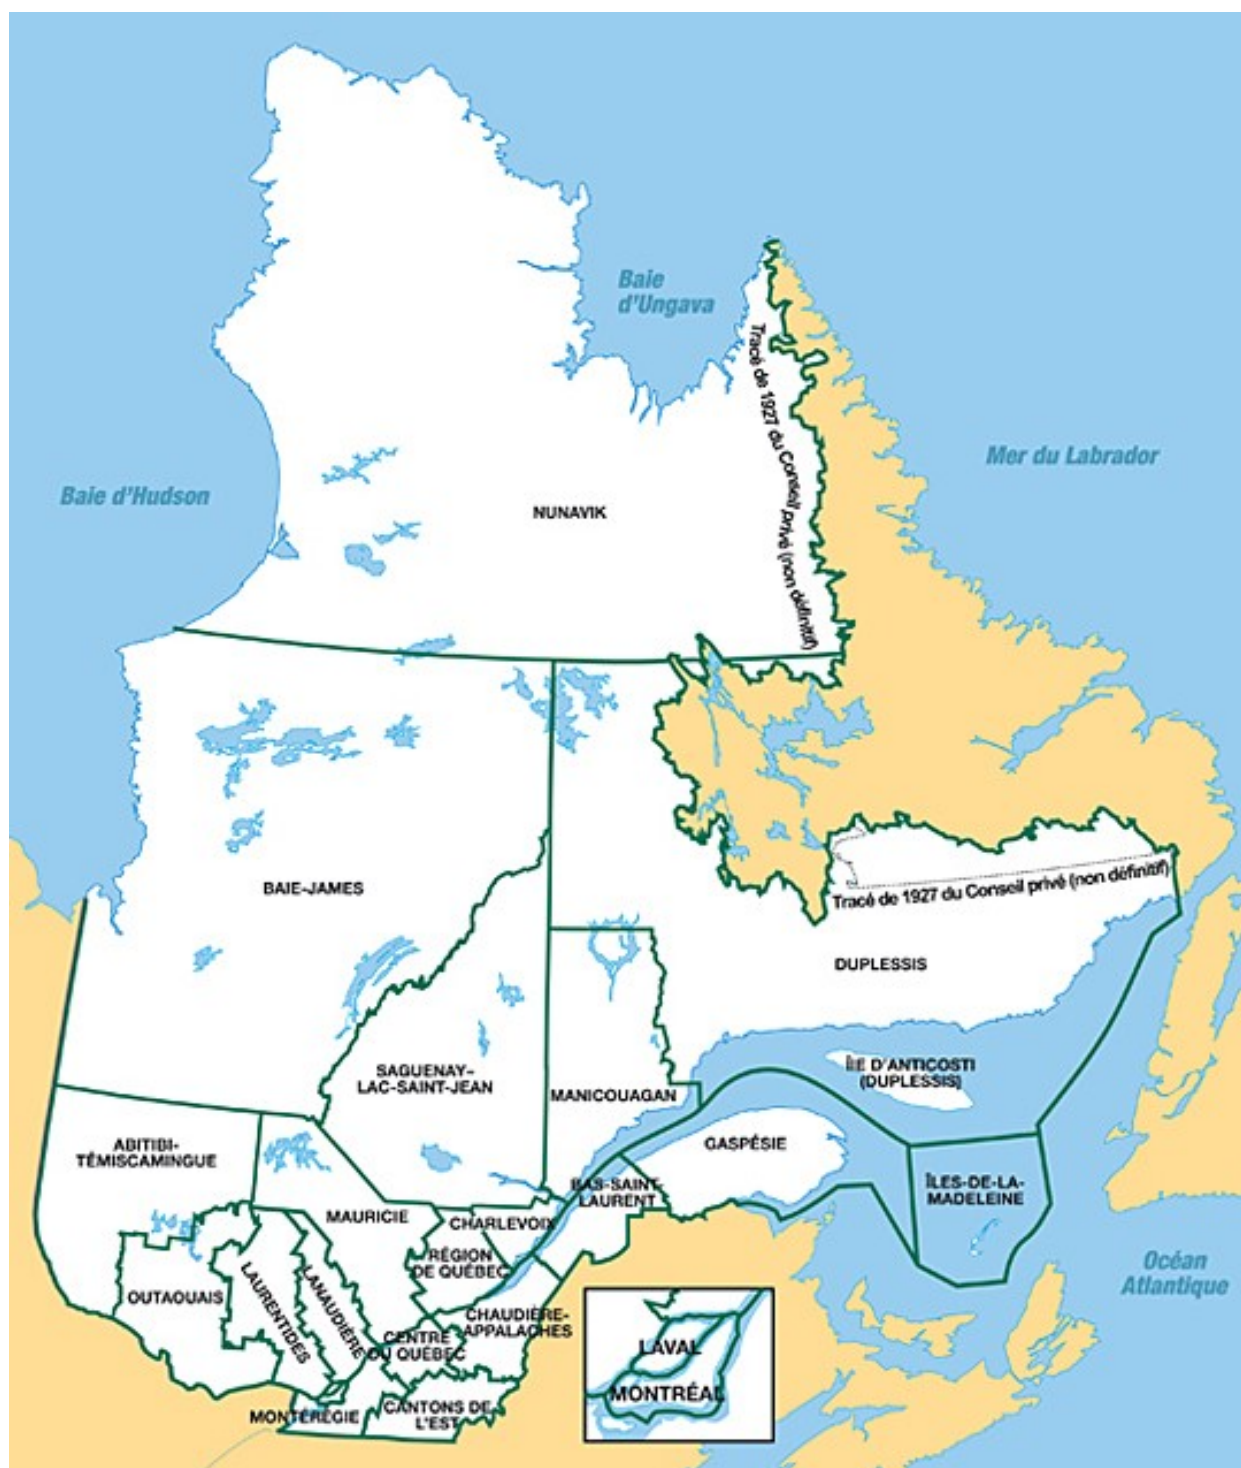 Baie
d'Ungava
Tracé de 1927 du Conseil privé (non définitif)
Mer du Labrador
Baie d'Hudson
NUNAVIK
BAIE-JAMES
Tracé de 1927 du Conseil privé (non définitif)
DUPLESSIS
SAGUENAY–
LAC-SAINT-JEAN
MANICOUAGAN
ÎLE D'ANTICOSTI
(DUPLESSIS)
ABITIBI-
TÉMISCAMINGUE
GASPÉSIE
BAS-SAINT-
LAURENT
ÎLES-DE-LA-
MADELEINE
MAURICIE
CHARLEVOIX
RÉGION
DE QUÉBEC
OUTAOUAIS
LAURENTIDES
LANAUDIÈRE
Océan
Atlantique
CHAUDIÈRE-
APPALACHES
CENTRE
DU QUÉBEC
LAVAL
MONTRÉAL
MONTÉRÉGIE
CANTONS DE
L'EST